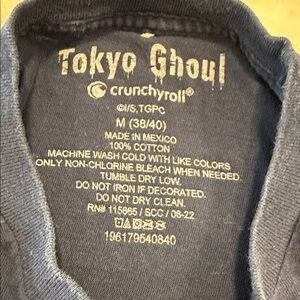 Tokyo Ghoul
crunchyroll®
©I/S,TGPC
M (38/40)
MADE IN MEXICO
100% COTTON
MACHINE WASH COLD WITH LIKE COLORS
ONLY NON-CHLORINE BLEACH WHEN NEEDED
TUMBLE DRY LOW.
DO NOT IRON IF DECORATED.
DO NOT DRY CLEAN.
RN# 115865 / SCC / 08-22
196179540840